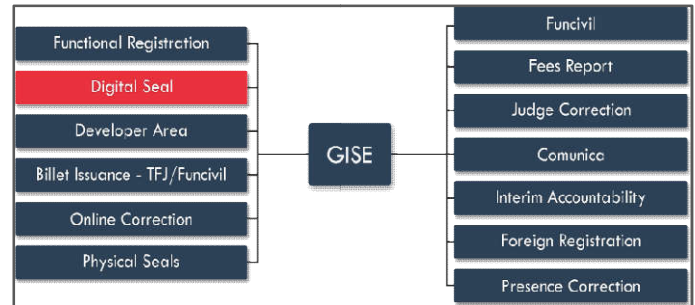 Functional Registration
Digital Seal
Developer Area
Billet Issuance - TFJ/Funcivil
Online Correction
Physical Seals
GISE
Funcivil
Fees Report
Judge Correction
Comunica
Interim Accountability
Foreign Registration
Presence Correction